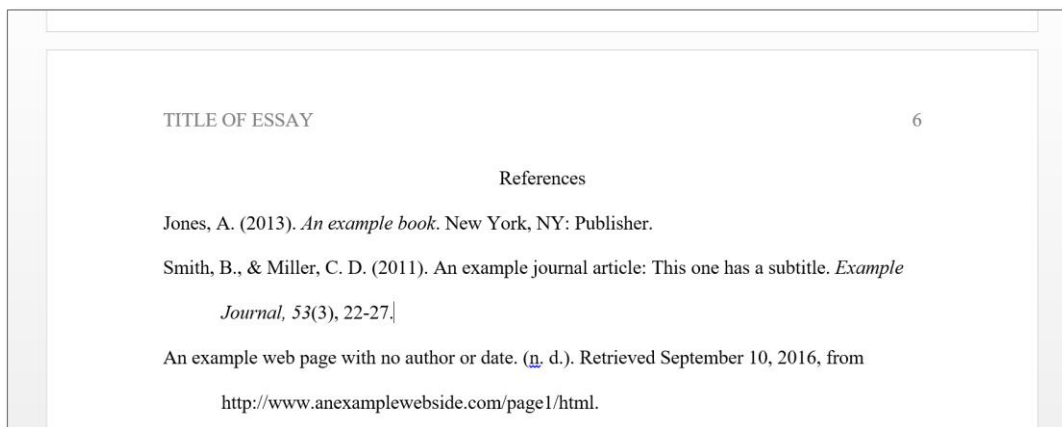 TITLE OF ESSAY 6
References
Jones, A. (2013). An example book. New York, NY: Publisher.
Smith, B., & Miller, C. D. (2011). An example journal article: This one has a subtitle. Example
Journal, 53(3), 22-27.
An example web page with no author or date. (n. d.). Retrieved September 10, 2016, from
http://www.anexamplewebside.com/page1/html.